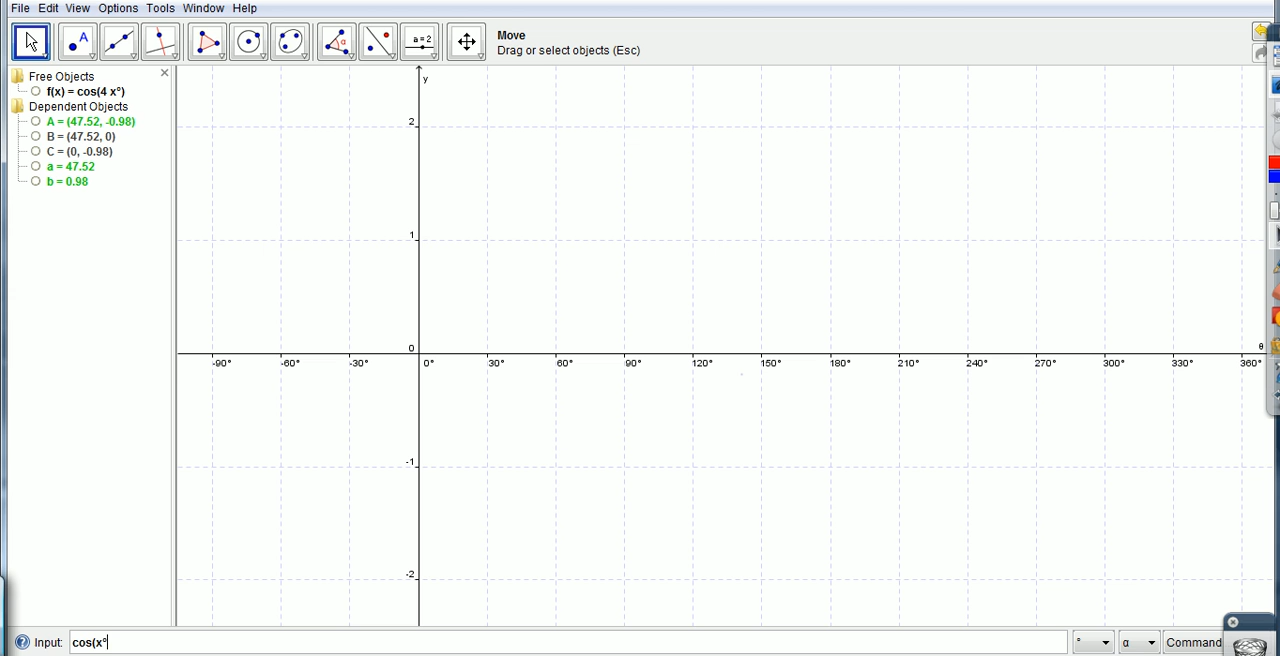 File Edit View Options Tools Window Help
A
α
a = 2
Move
Drag or select objects (Esc)
Free Objects
f(x) = cos(4 x°)
Dependent Objects
A = (47.52, -0.98)
B = (47.52, 0)
C = (0, -0.98)
a = 47.52
b = 0.98
y
2
1
0
θ
-90° -60° -30° 0° 30° 60° 90° 120° 150° 180° 210° 240° 270° 300° 330° 360°
-1
-2
Input: cos(x° ° α Command